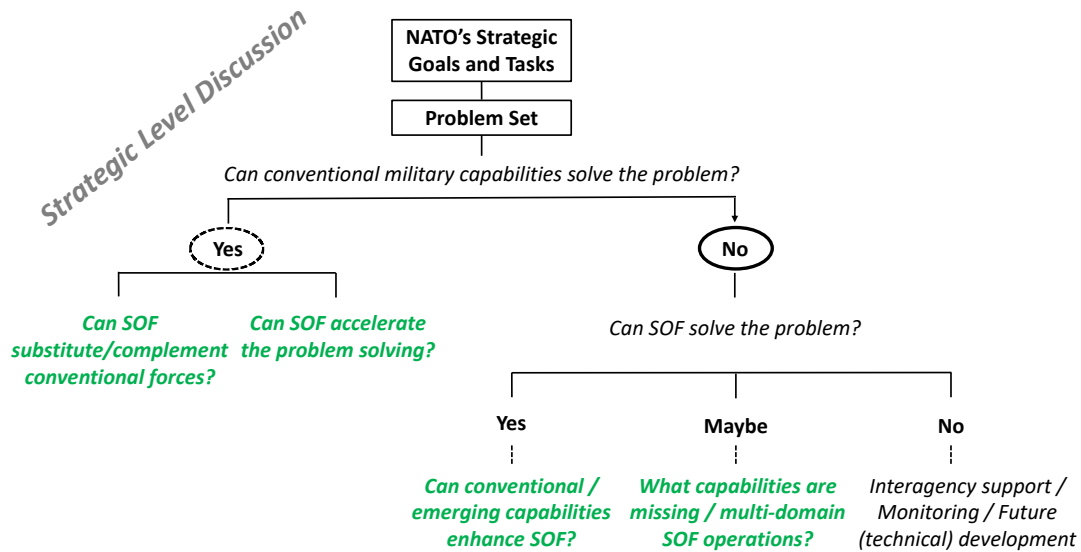 Strategic Level Discussion
NATO's Strategic
Goals and Tasks
Problem Set
Can conventional military capabilities solve the problem?
Yes
No
Can SOF
substitute/complement
conventional forces?
Can SOF accelerate
the problem solving?
Can SOF solve the problem?
Yes
Maybe
No
Can conventional /
emerging capabilities
enhance SOF?
What capabilities are
missing / multi-domain
SOF operations?
Interagency support /
Monitoring / Future
(technical) development